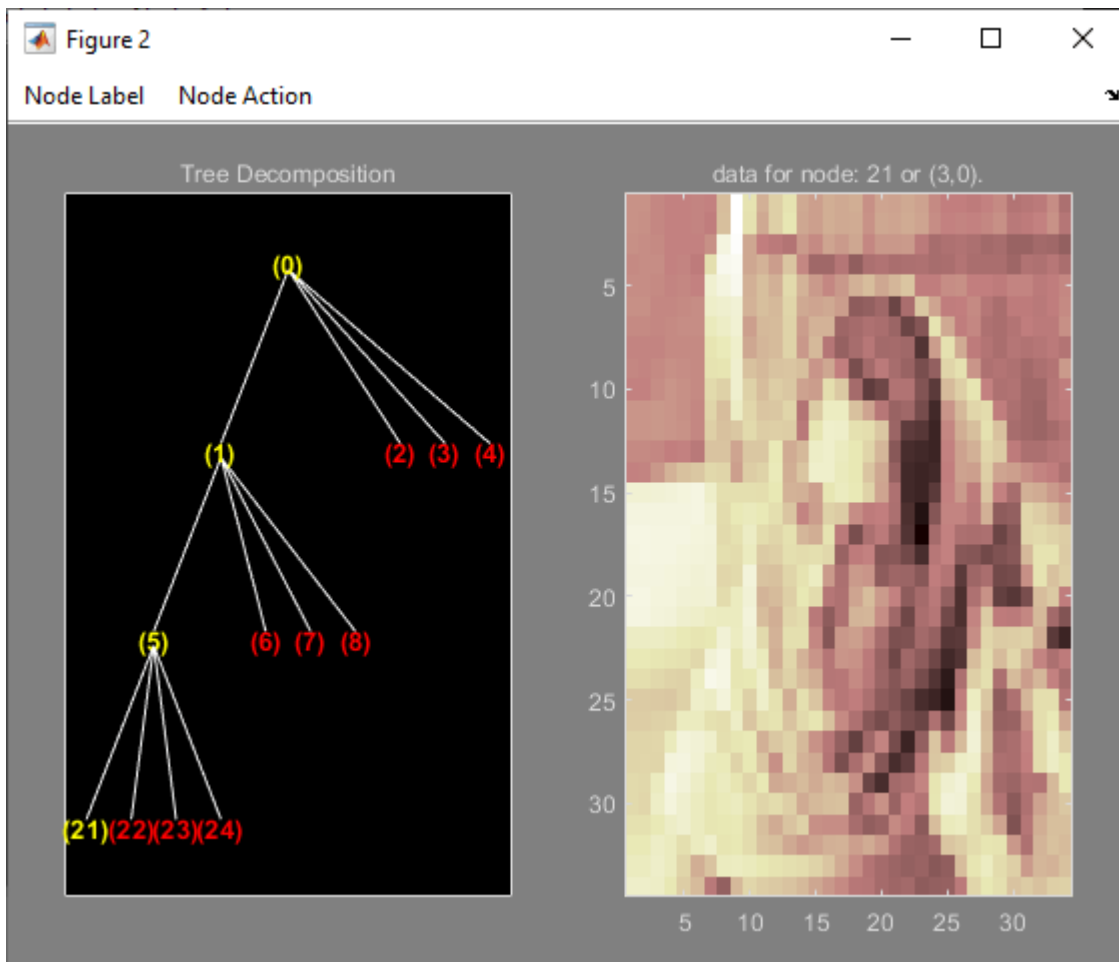 Figure 2
Node Label Node Action
Tree Decomposition
(0)
(1) (2) (3) (4)
(5) (6) (7) (8)
(21) (22) (23) (24)
data for node: 21 or (3,0).
5
10
15
20
25
30
5 10 15 20 25 30